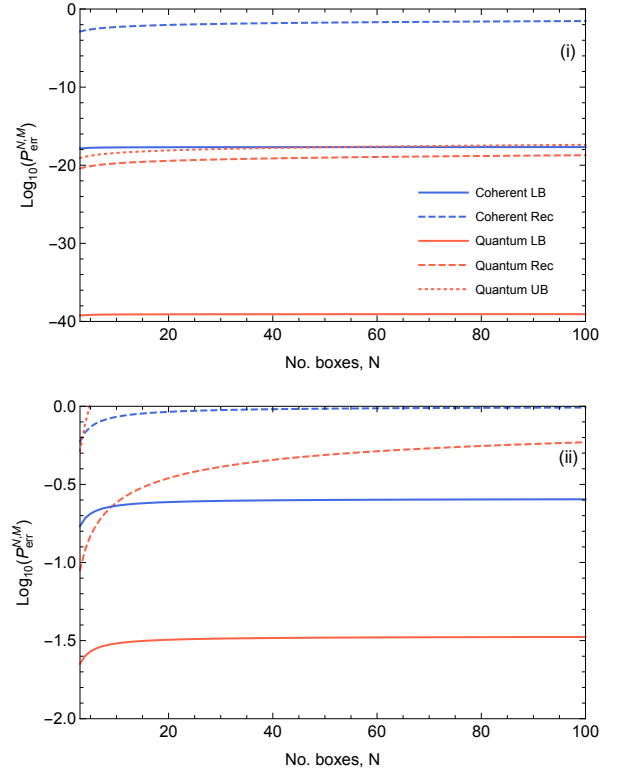 0
−10
−20
−30
−40
Log₁₀(P_err^N,M)
(i)
Coherent LB
Coherent Rec
Quantum LB
Quantum Rec
Quantum UB
20 40 60 80 100
No. boxes, N
0.0
−0.5
−1.0
−1.5
−2.0
Log₁₀(P_err^N,M)
(ii)
20 40 60 80 100
No. boxes, N